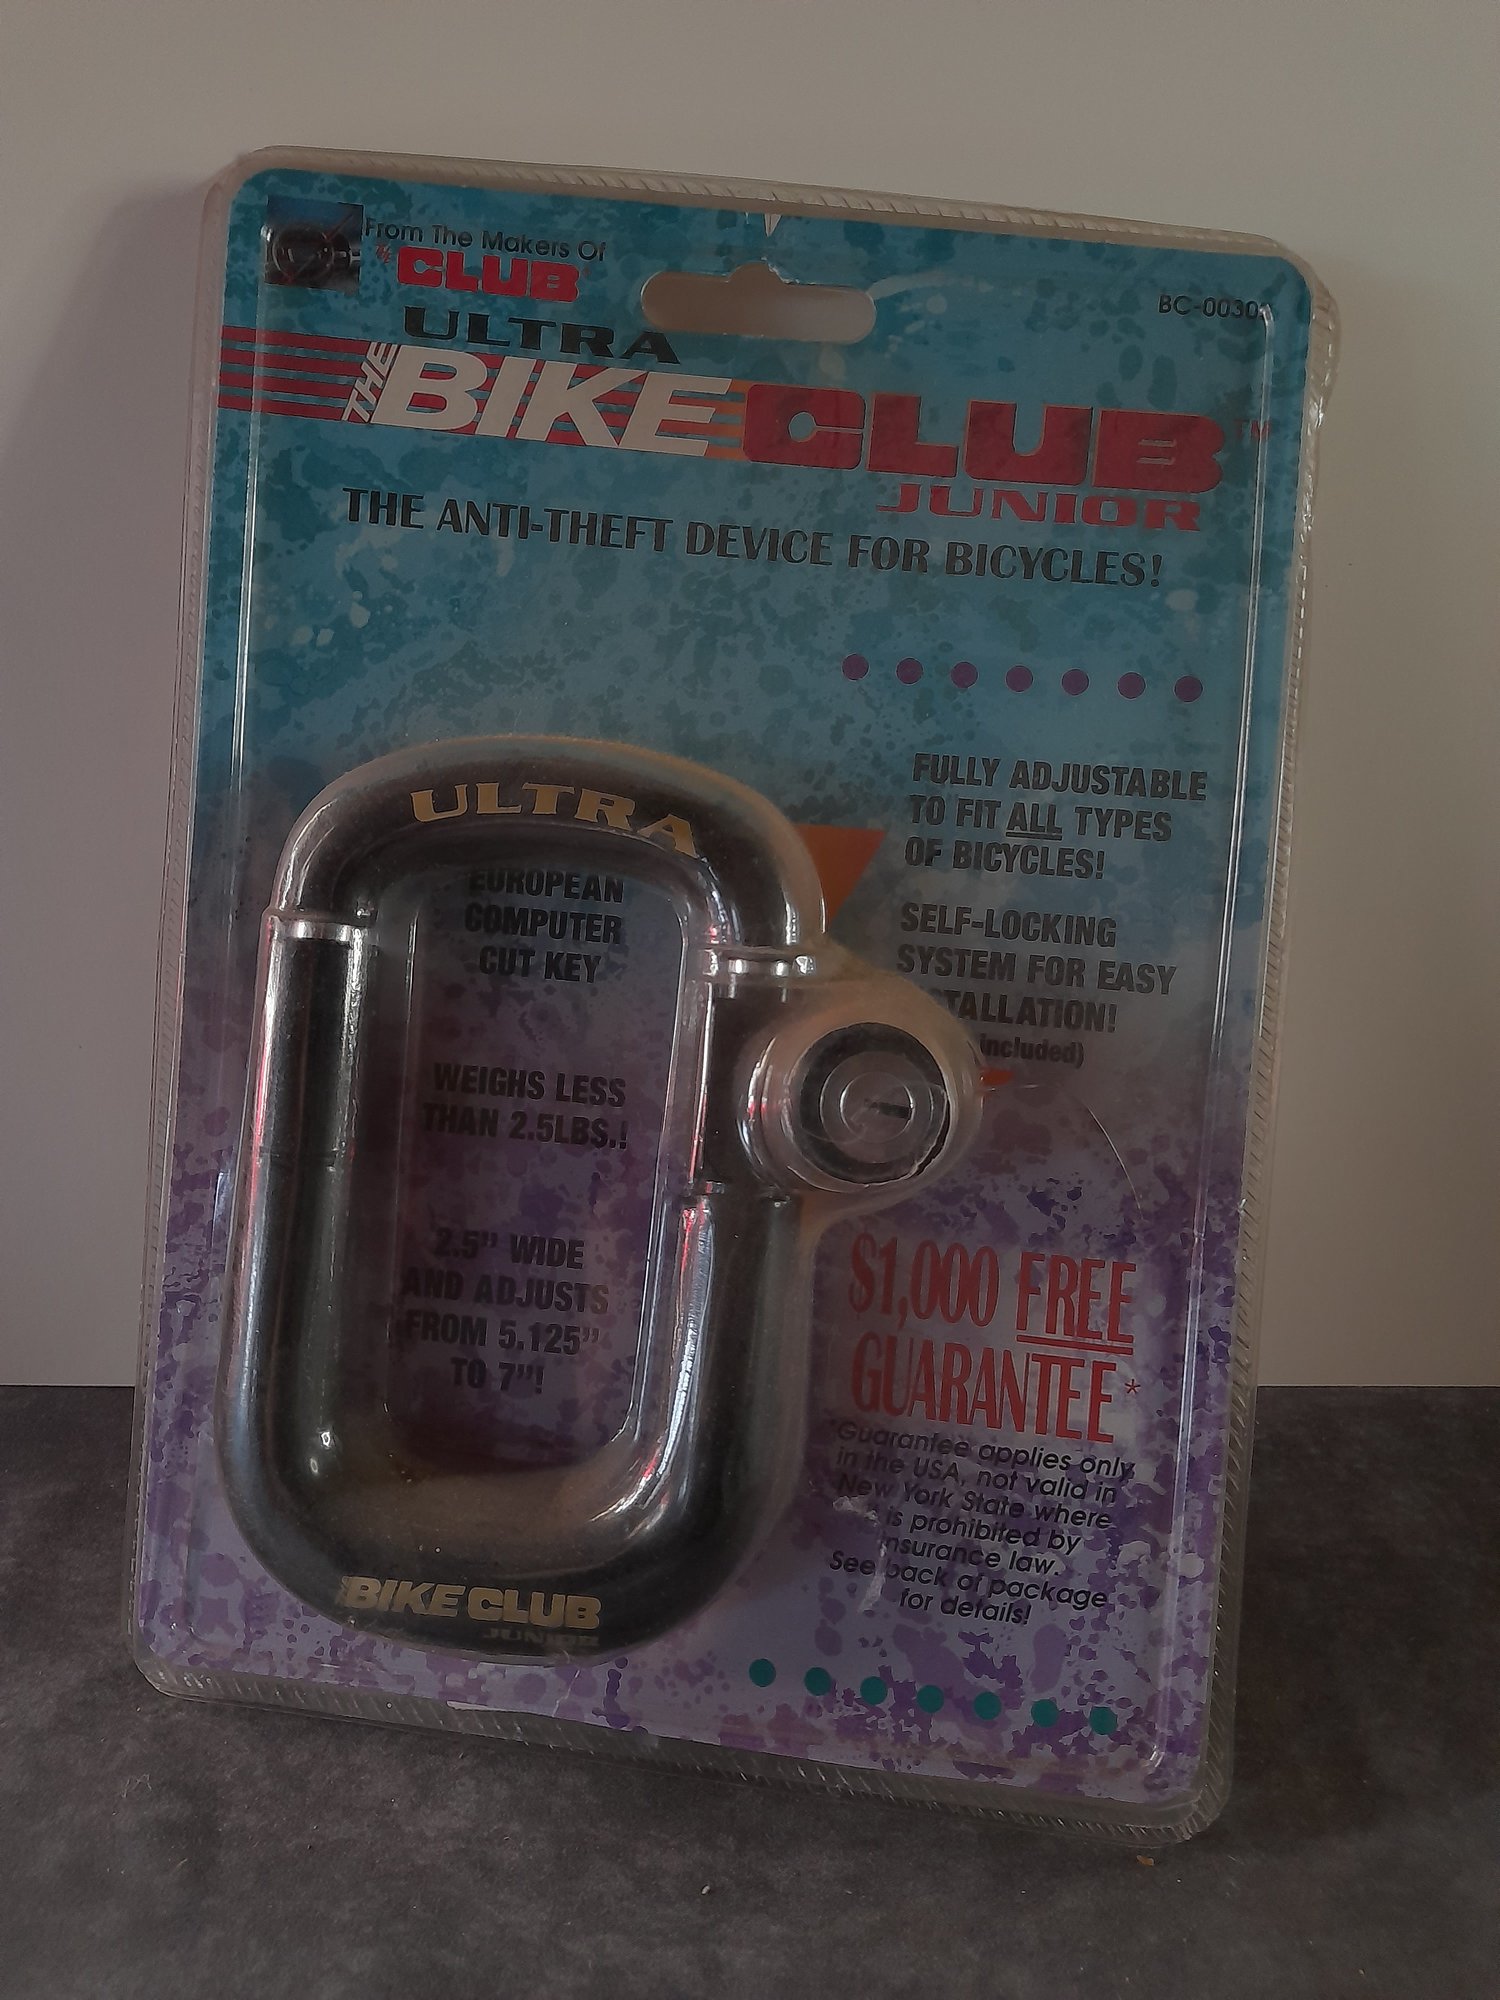 From The Makers Of
THE CLUB
BC-00302
ULTRA
THE BIKE CLUB™
JUNIOR
THE ANTI-THEFT DEVICE FOR BICYCLES!
FULLY ADJUSTABLE
TO FIT ALL TYPES
OF BICYCLES!
SELF-LOCKING
SYSTEM FOR EASY
TALLATION!
included)
ULTRA
EUROPEAN
COMPUTER
CUT KEY
WEIGHS LESS
THAN 2.5LBS.!
2.5” WIDE
AND ADJUSTS
FROM 5.125”
TO 7”!
BIKE CLUB
JUNIOR
$1,000 FREE
GUARANTEE*
*Guarantee applies only
in the USA, not valid in
New York State where
is prohibited by
insurance law.
See back of package
for details!